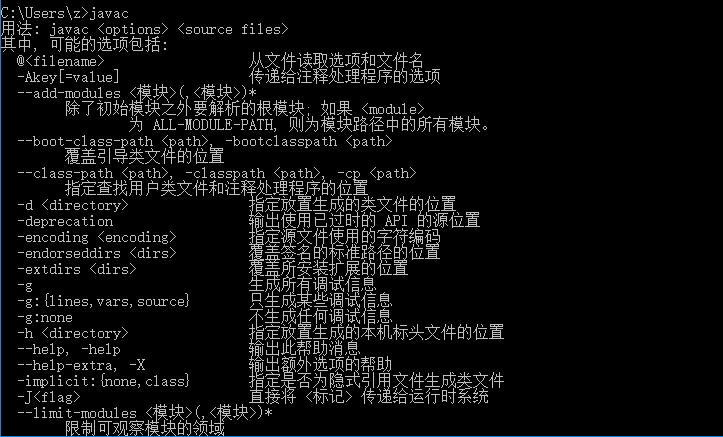 C:\Users\z>javac
用法: javac <options> <source files>
其中, 可能的选项包括:
@<filename> 从文件读取选项和文件名
-Akey[=value] 传递给注释处理程序的选项
--add-modules <模块>(,<模块>)*
除了初始模块之外要解析的根模块; 如果 <module>
为 ALL-MODULE-PATH, 则为模块路径中的所有模块。
--boot-class-path <path>, -bootclasspath <path>
覆盖引导类文件的位置
--class-path <path>, -classpath <path>, -cp <path>
指定查找用户类文件和注释处理程序的位置
-d <directory> 指定放置生成的类文件的位置
-deprecation 输出使用已过时的 API 的源位置
-encoding <encoding> 指定源文件使用的字符编码
-endorseddirs <dirs> 覆盖签名的标准路径的位置
-extdirs <dirs> 覆盖所安装扩展的位置
-g 生成所有调试信息
-g:{lines,vars,source} 只生成某些调试信息
-g:none 不生成任何调试信息
-h <directory> 指定放置生成的本机标头文件的位置
--help, -help 输出此帮助消息
--help-extra, -X 输出额外选项的帮助
-implicit:{none,class} 指定是否为隐式引用文件生成类文件
-J<flag> 直接将 <标记> 传递给运行时系统
--limit-modules <模块>(,<模块>)*
限制可观察模块的领域